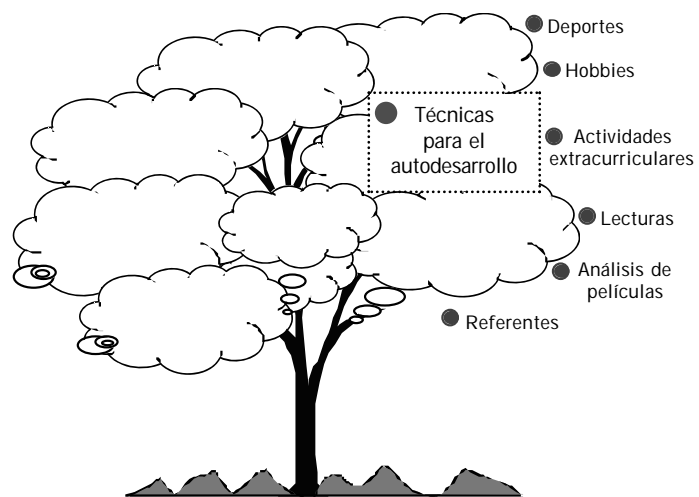 Deportes
Hobbies
Técnicas
para el
autodesarrollo
Actividades
extracurriculares
Lecturas
Análisis de
películas
Referentes